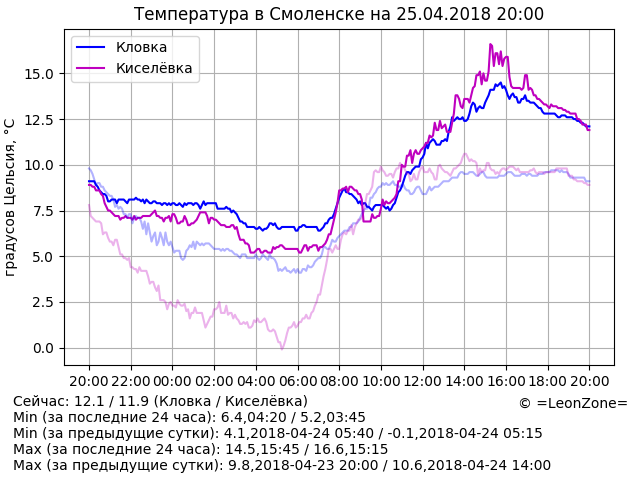 Температура в Смоленске на 25.04.2018 20:00
Кловка
Киселёвка
градусов Цельсия, °C
15.0
12.5
10.0
7.5
5.0
2.5
0.0
20:00 22:00 00:00 02:00 04:00 06:00 08:00 10:00 12:00 14:00 16:00 18:00 20:00
Сейчас: 12.1 / 11.9 (Кловка / Киселёвка)
© =LeonZone=
Min (за последние 24 часа): 6.4,04:20 / 5.2,03:45
Min (за предыдущие сутки): 4.1,2018-04-24 05:40 / -0.1,2018-04-24 05:15
Max (за последние 24 часа): 14.5,15:45 / 16.6,15:15
Max (за предыдущие сутки): 9.8,2018-04-23 20:00 / 10.6,2018-04-24 14:00